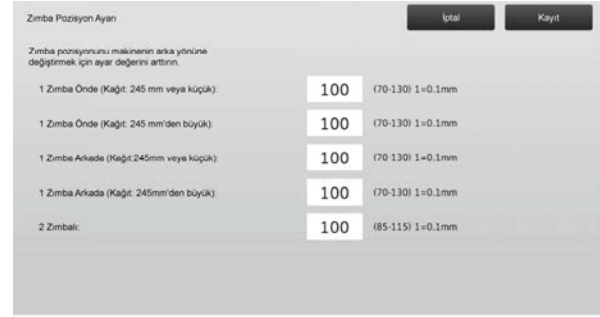 Zımba Pozisyon Ayarı
İptal
Kayıt
Zımba pozisyonunu makinenin arka yönüne
değiştirmek için ayar değerini arttırın.
1 Zımba Önde (Kağıt: 245 mm veya küçük): 100 (70-130) 1=0.1mm
1 Zımba Önde (Kağıt: 245 mm'den büyük): 100 (70-130) 1=0.1mm
1 Zımba Arkada (Kağıt:245mm veya küçük): 100 (70-130) 1=0.1mm
1 Zımba Arkada (Kağıt: 245mm'den büyük): 100 (70-130) 1=0.1mm
2 Zımbalı: 100 (85-115) 1=0.1mm